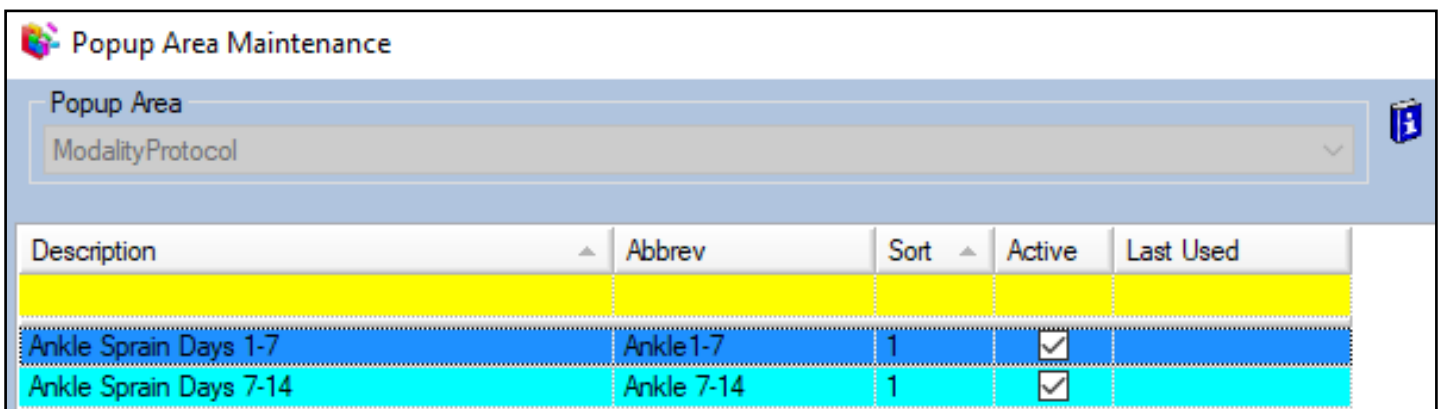 Popup Area Maintenance
Popup Area
ModalityProtocol
Description Abbrev Sort Active Last Used
Ankle Sprain Days 1-7 Ankle1-7 1
Ankle Sprain Days 7-14 Ankle 7-14 1